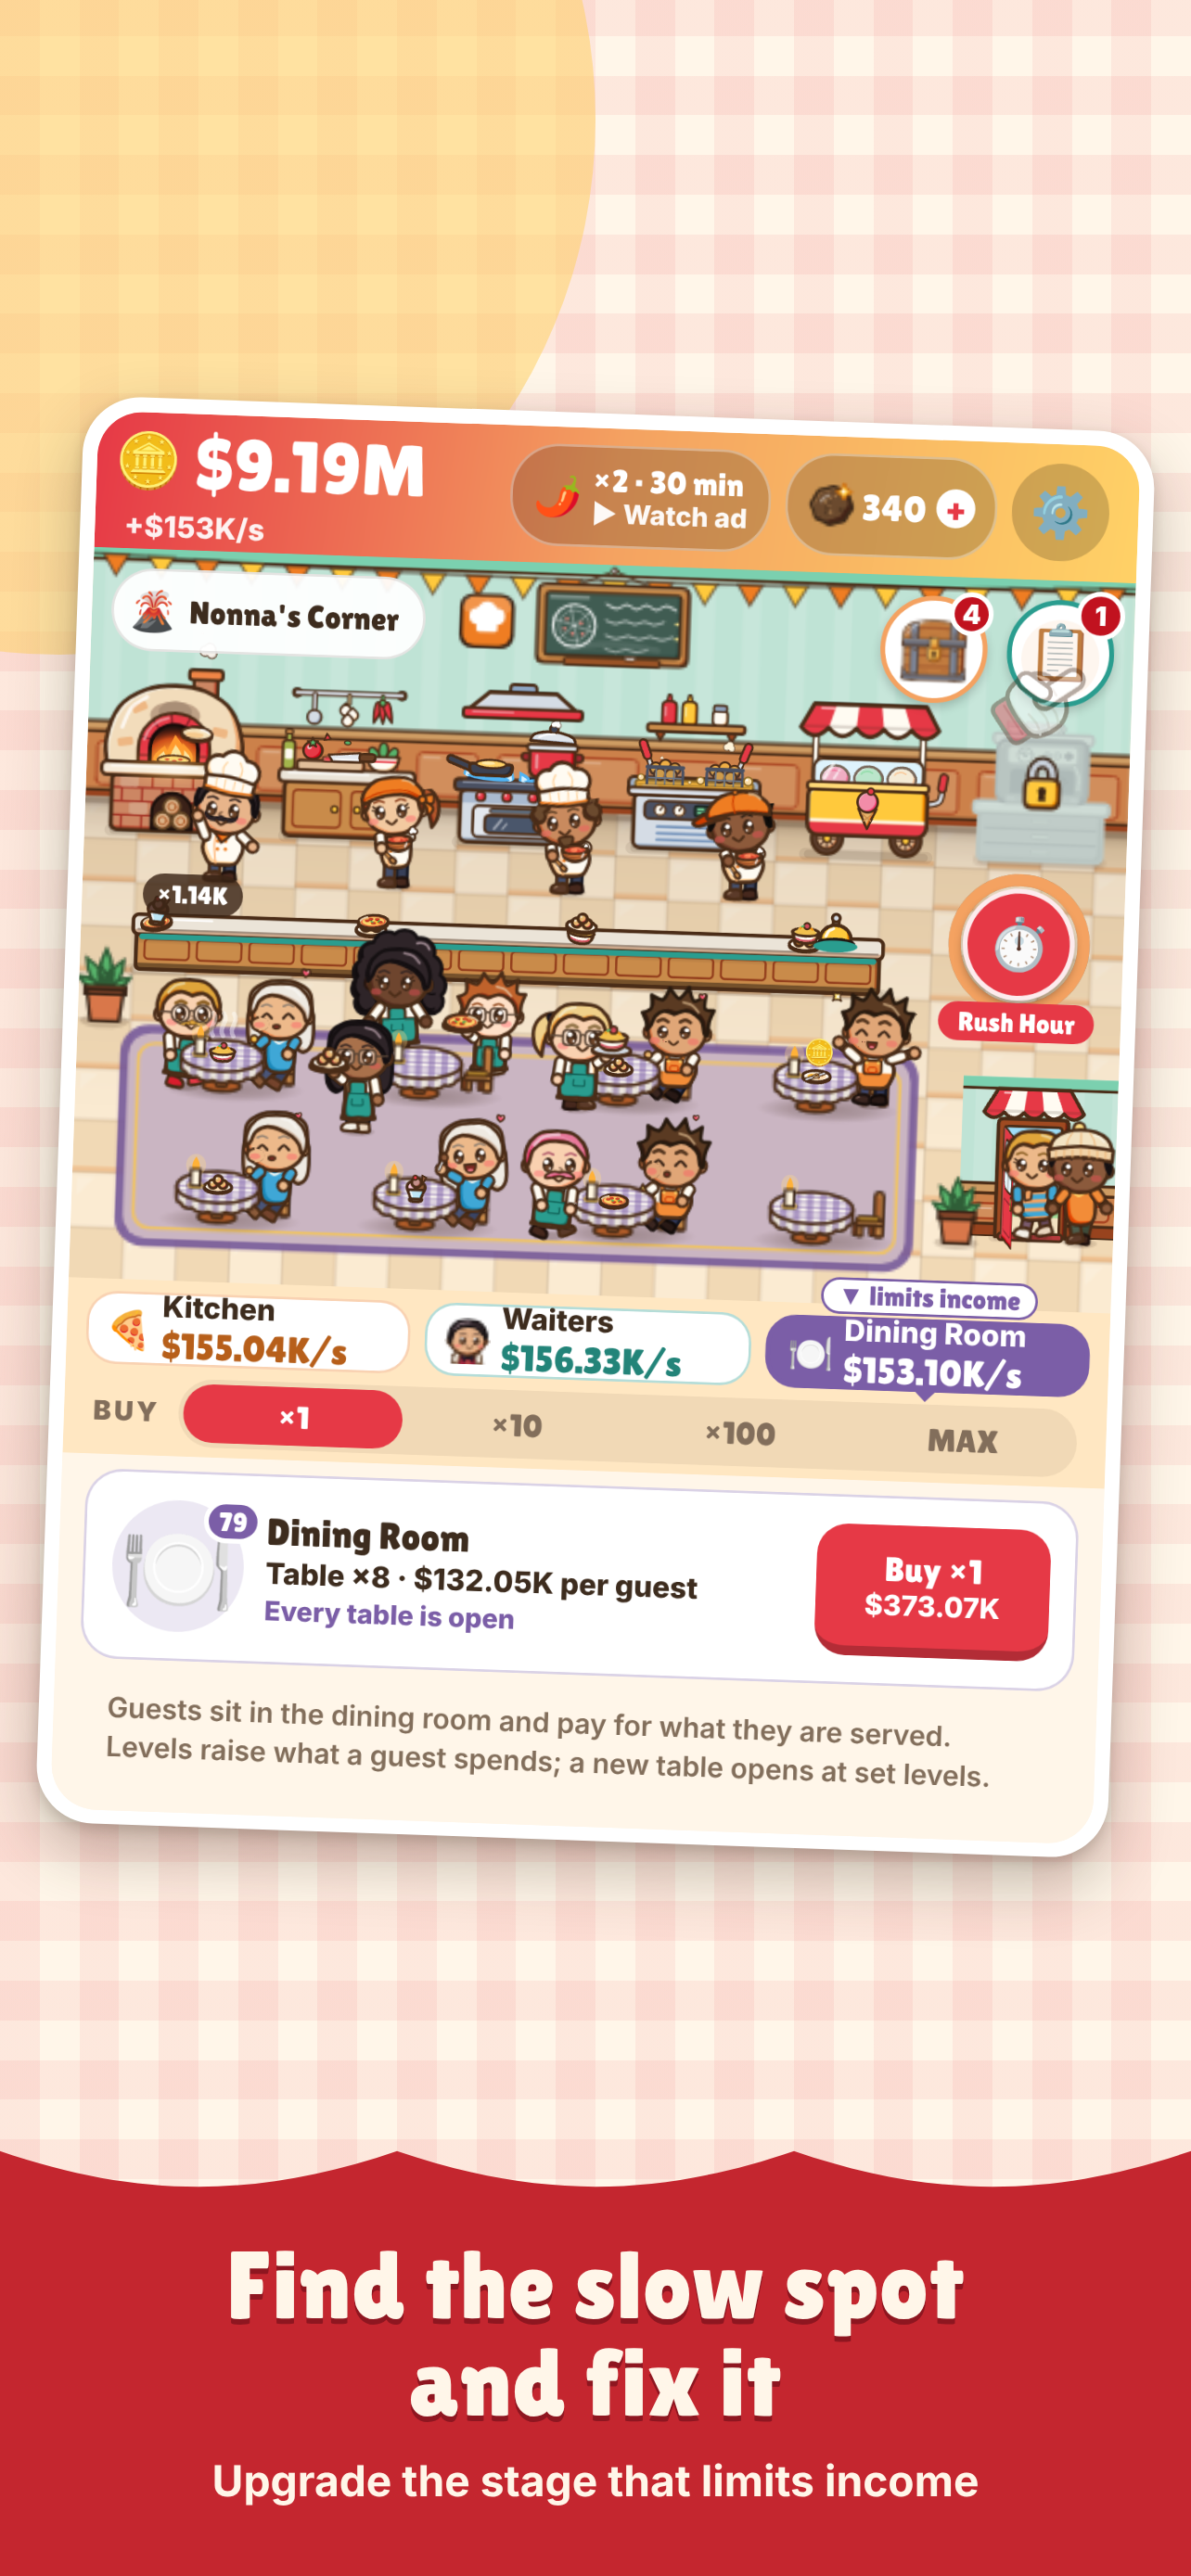 $9.19M
+$153K/s
×2 · 30 min
▶ Watch ad
340 +
Nonna's Corner
4
1
×1.14K
Rush Hour
▼ limits income
Kitchen
$155.04K/s
Waiters
$156.33K/s
Dining Room
$153.10K/s
BUY
×1
×10
×100
MAX
79
Dining Room
Table ×8 · $132.05K per guest
Every table is open
Buy ×1
$373.07K
Guests sit in the dining room and pay for what they are served.
Levels raise what a guest spends; a new table opens at set levels.
Find the slow spot
and fix it
Upgrade the stage that limits income